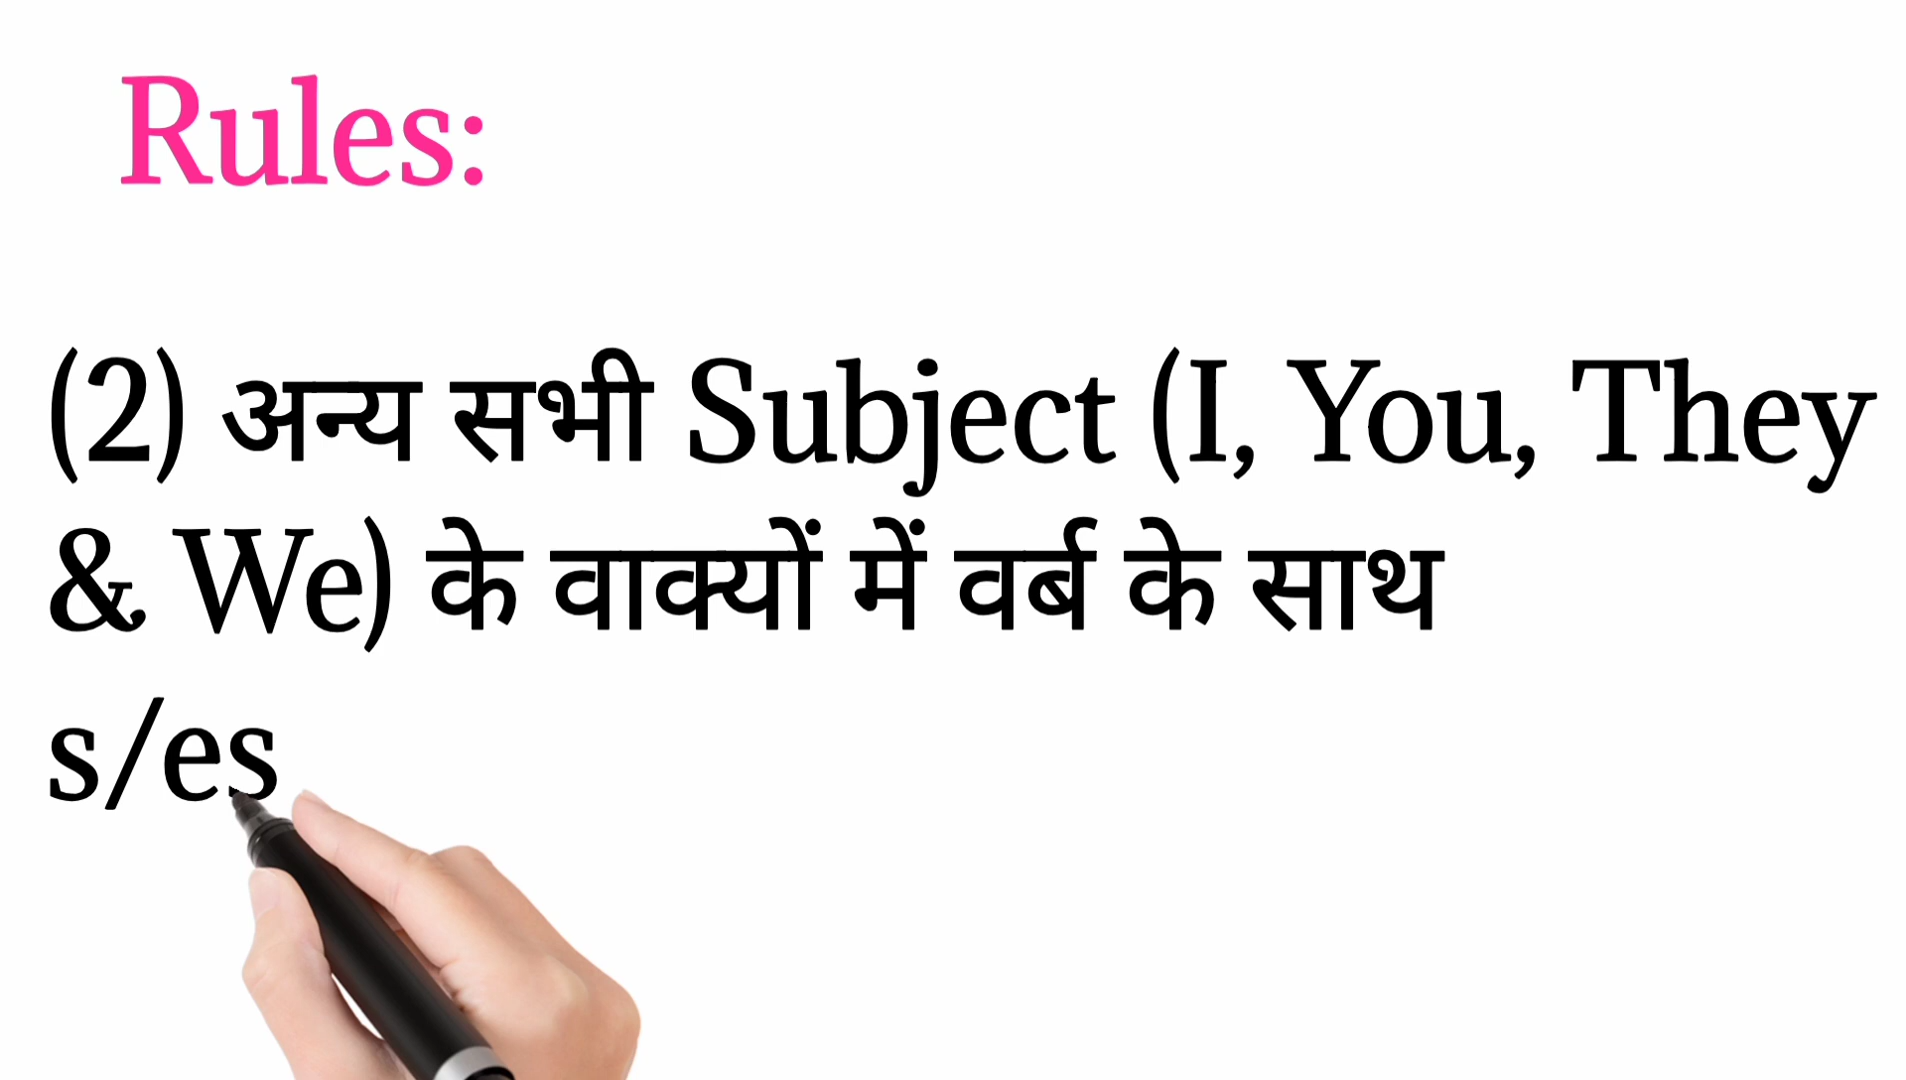 Rules:
(2) अन्य सभी Subject (I, You, They
& We) के वाक्यों में वर्ब के साथ
s/es